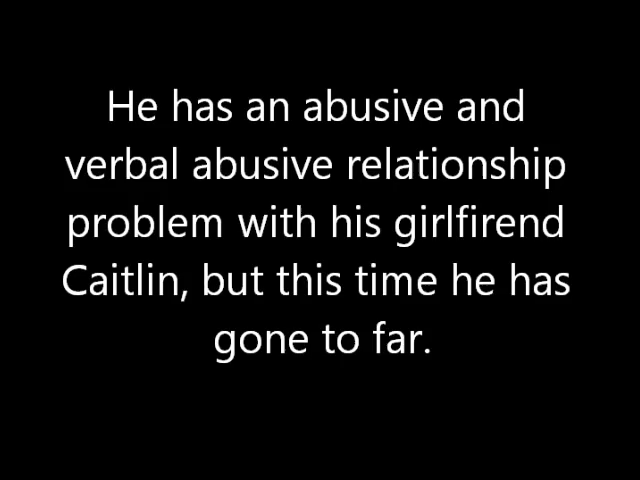 He has an abusive and
verbal abusive relationship
problem with his girlfirend
Caitlin, but this time he has
gone to far.